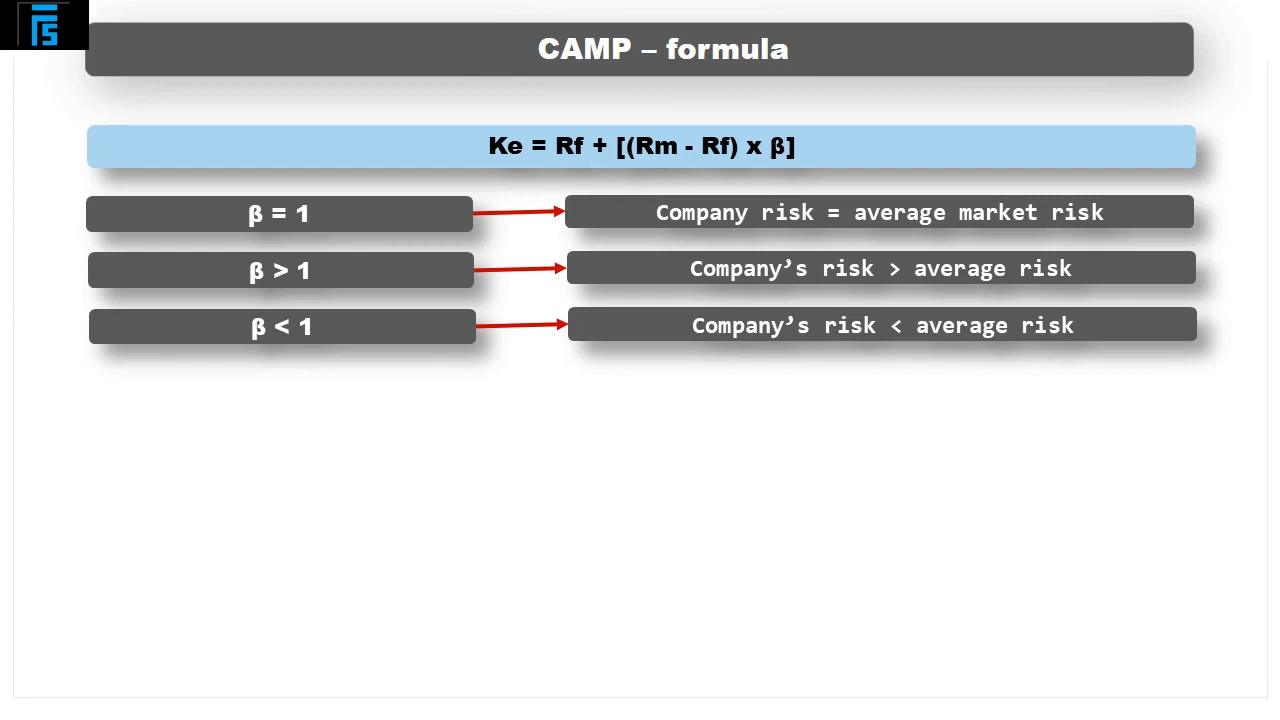 CAMP – formula
Ke = Rf + [(Rm - Rf) x β]
β = 1
Company risk = average market risk
β > 1
Company’s risk > average risk
β < 1
Company’s risk < average risk